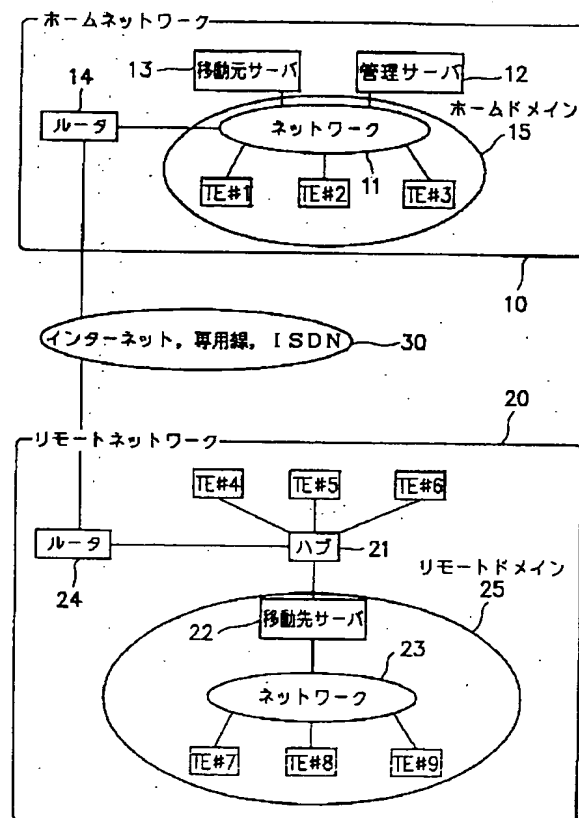 ホームネットワーク
14
13
移動元サーバ
管理サーバ
12
ホームドメイン
15
ルータ
ネットワーク
11
TE#1
TE#2
TE#3
10
インターネット,専用線,ISDN
30
20
リモートネットワーク
TE#4
TE#5
TE#6
ルータ
ハブ
21
24
リモートドメイン
25
22
移動先サーバ
23
ネットワーク
TE#7
TE#8
TE#9